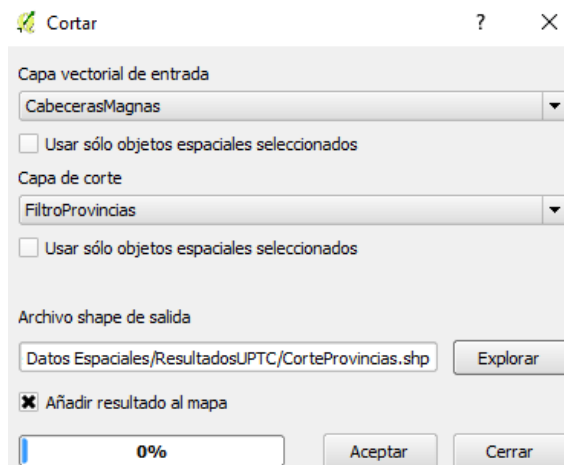 Cortar
?
Capa vectorial de entrada
CabecerasMagnas
Usar sólo objetos espaciales seleccionados
Capa de corte
FiltroProvincias
Usar sólo objetos espaciales seleccionados
Archivo shape de salida
Datos Espaciales/ResultadosUPTC/CorteProvincias.shp Explorar
Añadir resultado al mapa
0% Aceptar Cerrar